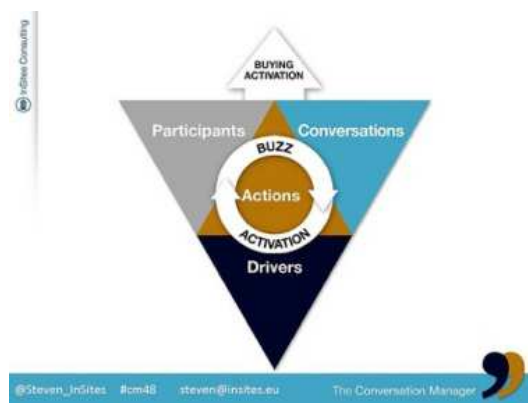 InSites Consulting
BUYING
ACTIVATION
Participants
Conversations
BUZZ
Actions
ACTIVATION
Drivers
@Steven_InSites #cm48 steven@insites.eu The Conversation Manager